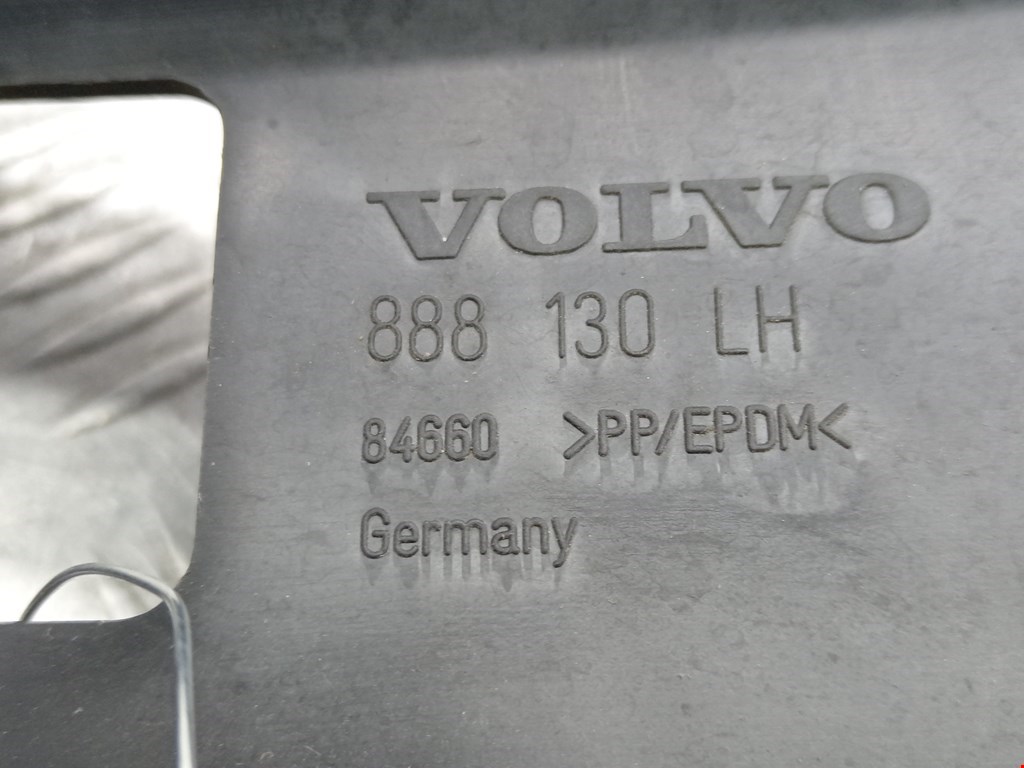 VOLVO
888 130 LH
84660 >PP/EPDM<
Germany